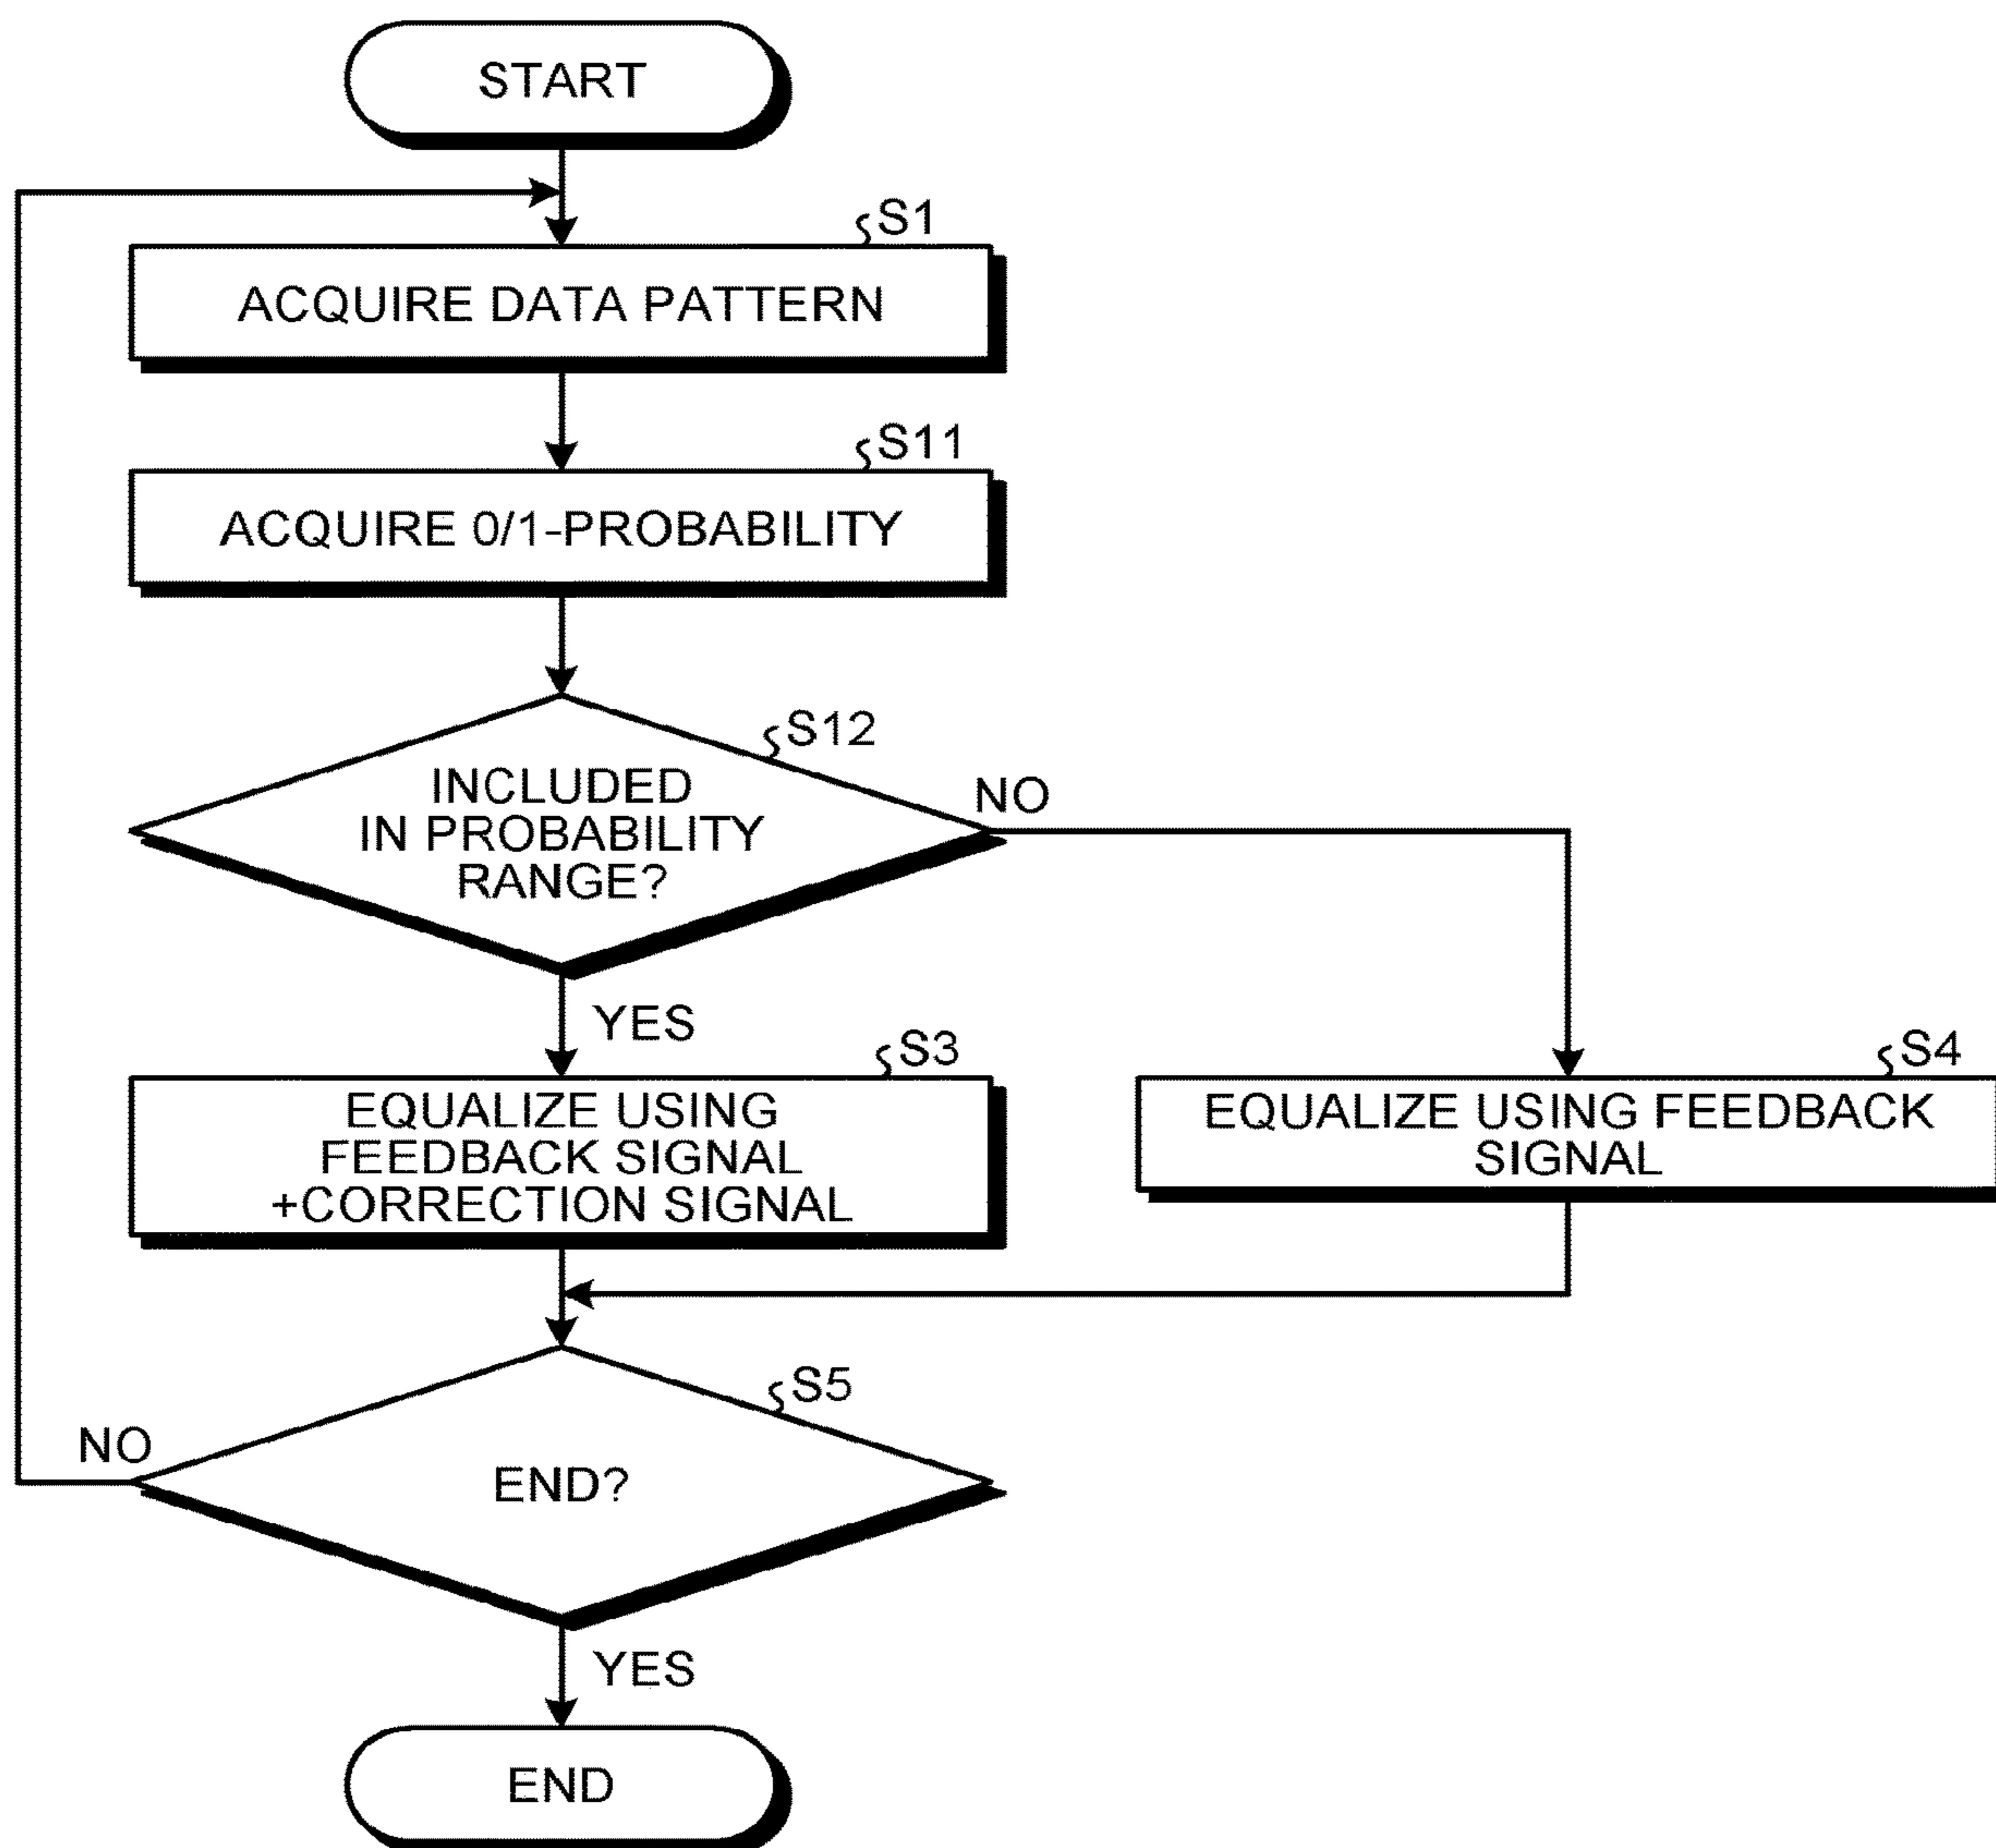 START
S1
ACQUIRE DATA PATTERN
S11
ACQUIRE 0/1-PROBABILITY
S12
INCLUDED
IN PROBABILITY
RANGE?
NO
YES
S3
EQUALIZE USING
FEEDBACK SIGNAL
+CORRECTION SIGNAL
S4
EQUALIZE USING FEEDBACK
SIGNAL
S5
END?
NO
YES
END